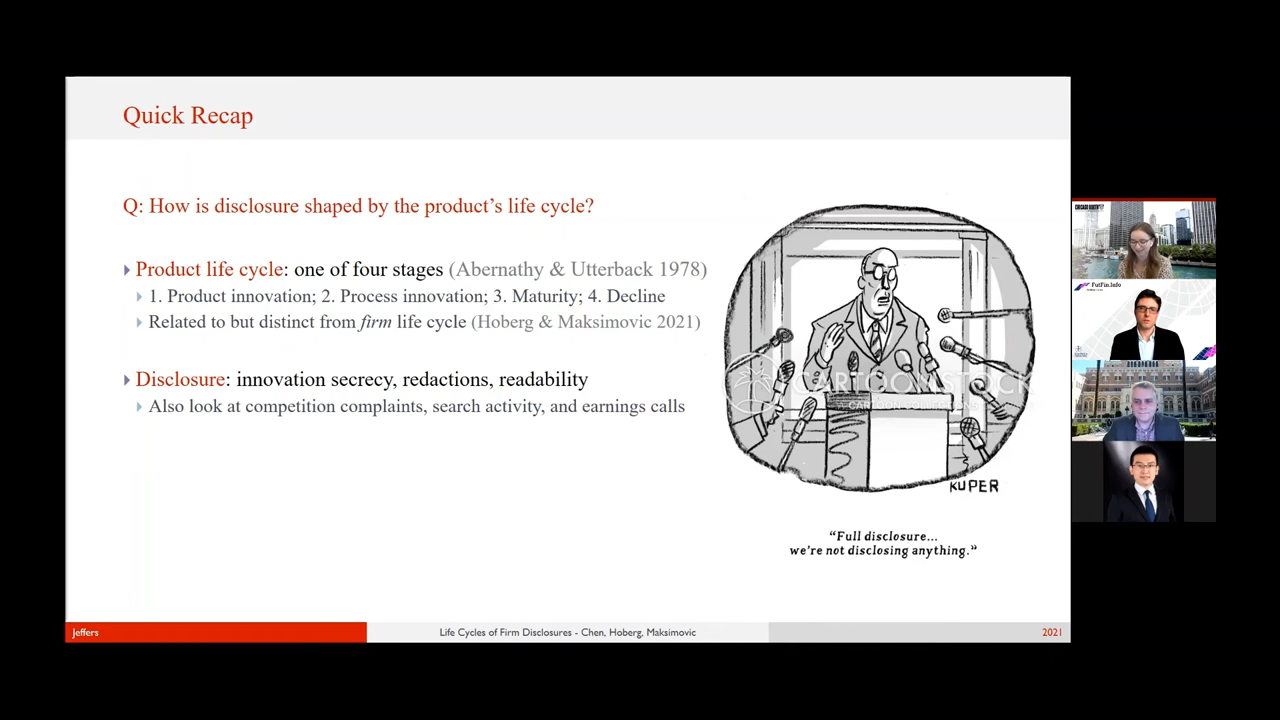 Quick Recap
Q: How is disclosure shaped by the product's life cycle?
Product life cycle: one of four stages (Abernathy & Utterback 1978)
1. Product innovation; 2. Process innovation; 3. Maturity; 4. Decline
Related to but distinct from firm life cycle (Hoberg & Maksimovic 2021)
Disclosure: innovation secrecy, redactions, readability
Also look at competition complaints, search activity, and earnings calls
CARTOONSTOCK
KUPER
"Full disclosure...
we're not disclosing anything."
Jeffers
Life Cycles of Firm Disclosures - Chen, Hoberg, Maksimovic
2021
FutFin.Info